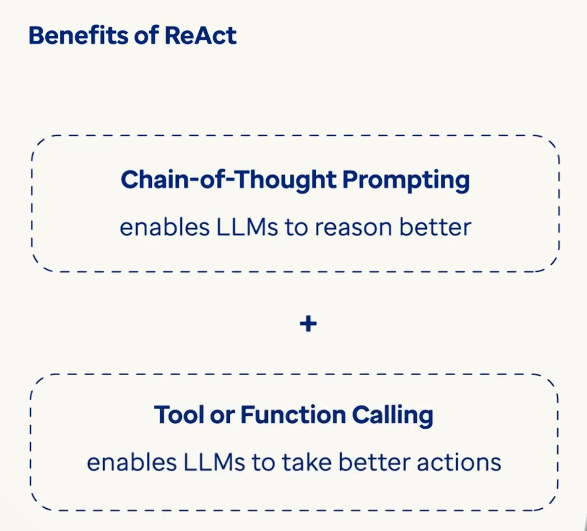 Benefits of ReAct
Chain-of-Thought Prompting
enables LLMs to reason better
+
Tool or Function Calling
enables LLMs to take better actions